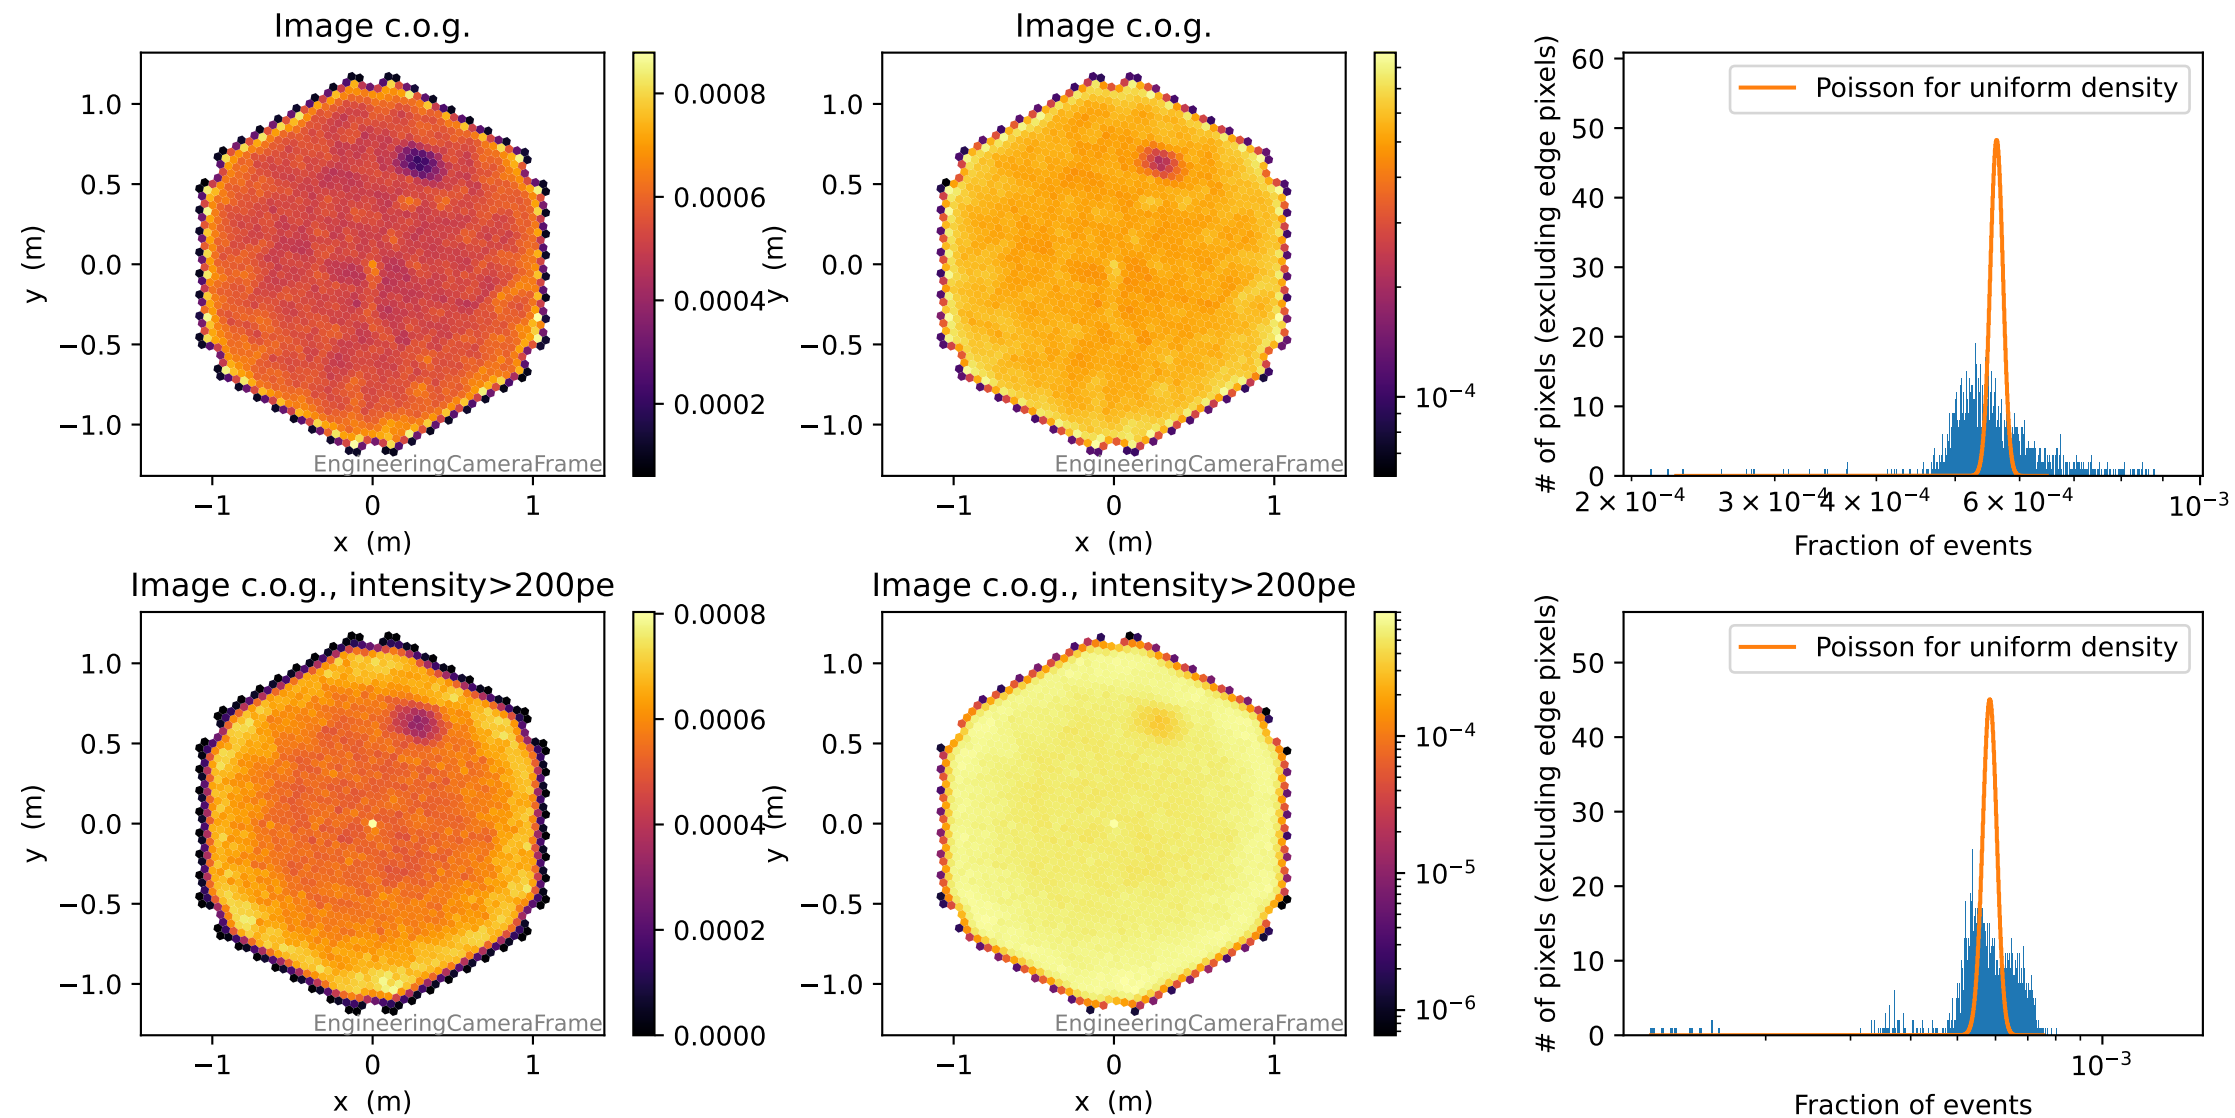 Image c.o.g.
1.0
0.5
0.0
−0.5
−1.0
y (m)
−1 0 1
x (m)
EngineeringCameraFrame
0.0008
0.0006
0.0004
0.0002
Image c.o.g.
1.0
0.5
0.0
−0.5
−1.0
y (m)
−1 0 1
x (m)
EngineeringCameraFrame
10⁻⁴
60
50
40
30
20
10
0
# of pixels (excluding edge pixels)
Poisson for uniform density
2 × 10⁻⁴ 3 × 10⁻⁴ 4 × 10⁻⁴ 6 × 10⁻⁴ 10⁻³
Fraction of events
Image c.o.g., intensity>200pe
1.0
0.5
0.0
−0.5
−1.0
y (m)
−1 0 1
x (m)
EngineeringCameraFrame
0.0008
0.0006
0.0004
0.0002
0.0000
Image c.o.g., intensity>200pe
1.0
0.5
0.0
−0.5
−1.0
y (m)
−1 0 1
x (m)
EngineeringCameraFrame
10⁻⁴
10⁻⁵
10⁻⁶
50
40
30
20
10
0
# of pixels (excluding edge pixels)
Poisson for uniform density
10⁻³
Fraction of events